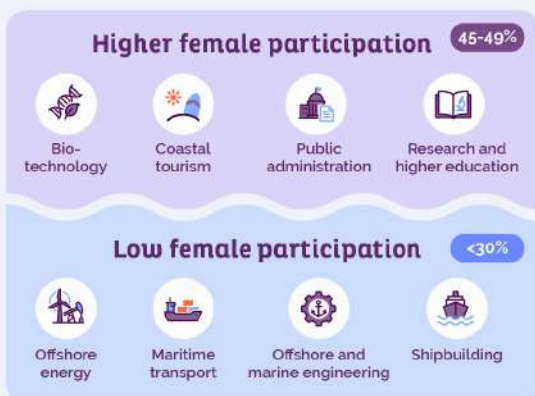 Higher female participation
45-49%
Bio-
technology
Coastal
tourism
Public
administration
Research and
higher education
Low female participation
<30%
Offshore
energy
Maritime
transport
Offshore and
marine engineering
Shipbuilding